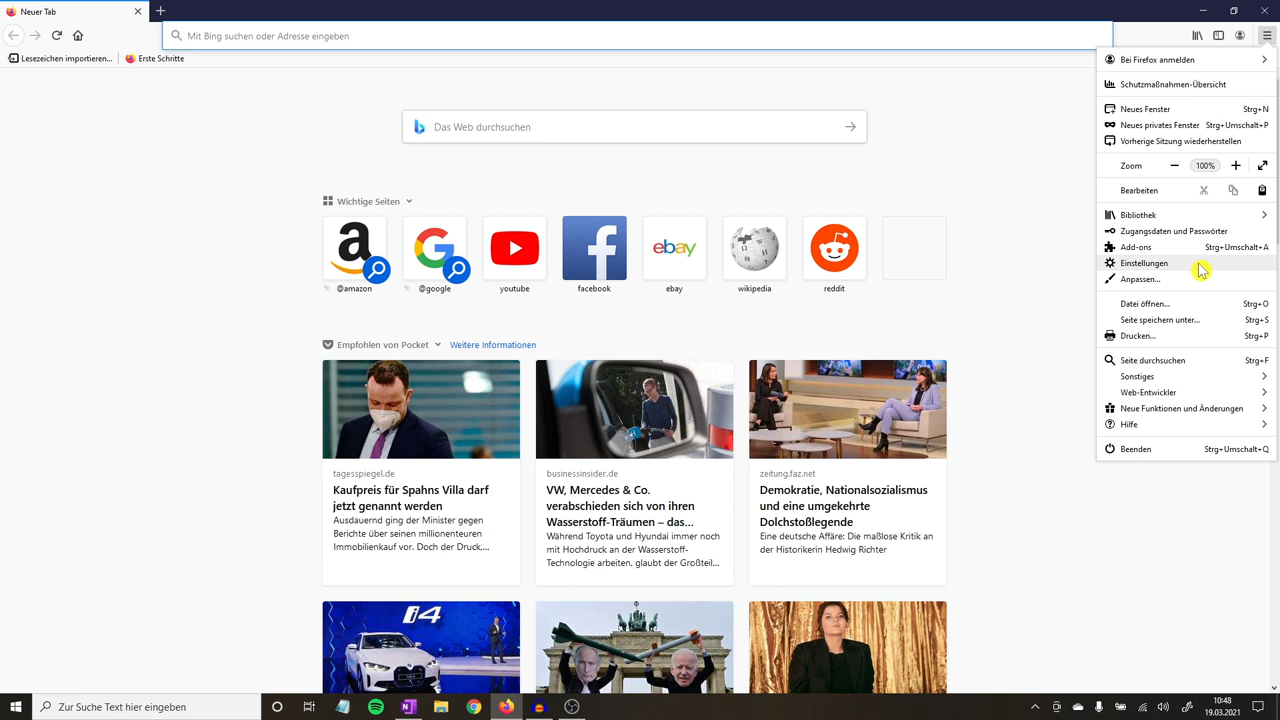 Neuer Tab
Mit Bing suchen oder Adresse eingeben
Lesezeichen importieren...
Erste Schritte
Das Web durchsuchen
Wichtige Seiten
a
G
f
ebay
@amazon
@google
youtube
facebook
ebay
wikipedia
reddit
Empfohlen von Pocket
Weitere Informationen
tagesspiegel.de
Kaufpreis für Spahns Villa darf
jetzt genannt werden
Ausdauernd ging der Minister gegen
Berichte über seinen millionenteuren
Immobilienkauf vor. Doch der Druck,...
businessinsider.de
VW, Mercedes & Co.
verabschieden sich von ihren
Wasserstoff-Träumen – das...
Während Toyota und Hyundai immer noch
mit Hochdruck an der Wasserstoff-
Technologie arbeiten, glaubt der Großteil...
zeitung.faz.net
Demokratie, Nationalsozialismus
und eine umgekehrte
Dolchstoßlegende
Eine deutsche Affäre: Die maßlose Kritik an
der Historikerin Hedwig Richter
i4
Bei Firefox anmelden
Schutzmaßnahmen-Übersicht
Neues Fenster Strg+N
Neues privates Fenster Strg+Umschalt+P
Vorherige Sitzung wiederherstellen
Zoom 100%
Bearbeiten
Bibliothek
Zugangsdaten und Passwörter
Add-ons Strg+Umschalt+A
Einstellungen
Anpassen...
Datei öffnen... Strg+O
Seite speichern unter... Strg+S
Drucken... Strg+P
Seite durchsuchen Strg+F
Sonstiges
Web-Entwickler
Neue Funktionen und Änderungen
Hilfe
Beenden Strg+Umschalt+Q
Zur Suche Text hier eingeben
10:48
19.03.2021